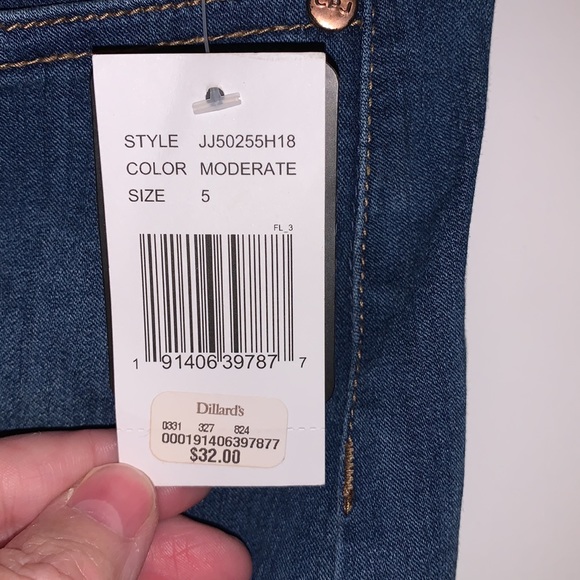 STYLE JJ50255H18
COLOR MODERATE
SIZE 5
FL_3
1 91406 39787 7
Dillard's
0331 327 824
000191406397877
$32.00